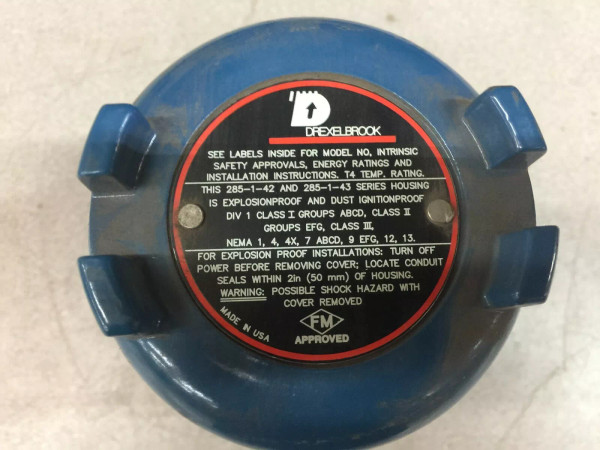 D
DREXELBROOK
SEE LABELS INSIDE FOR MODEL NO, INTRINSIC
SAFETY APPROVALS, ENERGY RATINGS AND
INSTALLATION INSTRUCTIONS. T4 TEMP. RATING.
THIS 285-1-42 AND 285-1-43 SERIES HOUSING
IS EXPLOSIONPROOF AND DUST IGNITIONPROOF
DIV 1 CLASS I GROUPS ABCD, CLASS II
GROUPS EFG, CLASS III,
NEMA 1, 4, 4X, 7 ABCD, 9 EFG, 12, 13.
FOR EXPLOSION PROOF INSTALLATIONS: TURN OFF
POWER BEFORE REMOVING COVER; LOCATE CONDUIT
SEALS WITHIN 2in (50 mm) OF HOUSING.
WARNING: POSSIBLE SHOCK HAZARD WITH
COVER REMOVED
MADE IN USA
FM
APPROVED